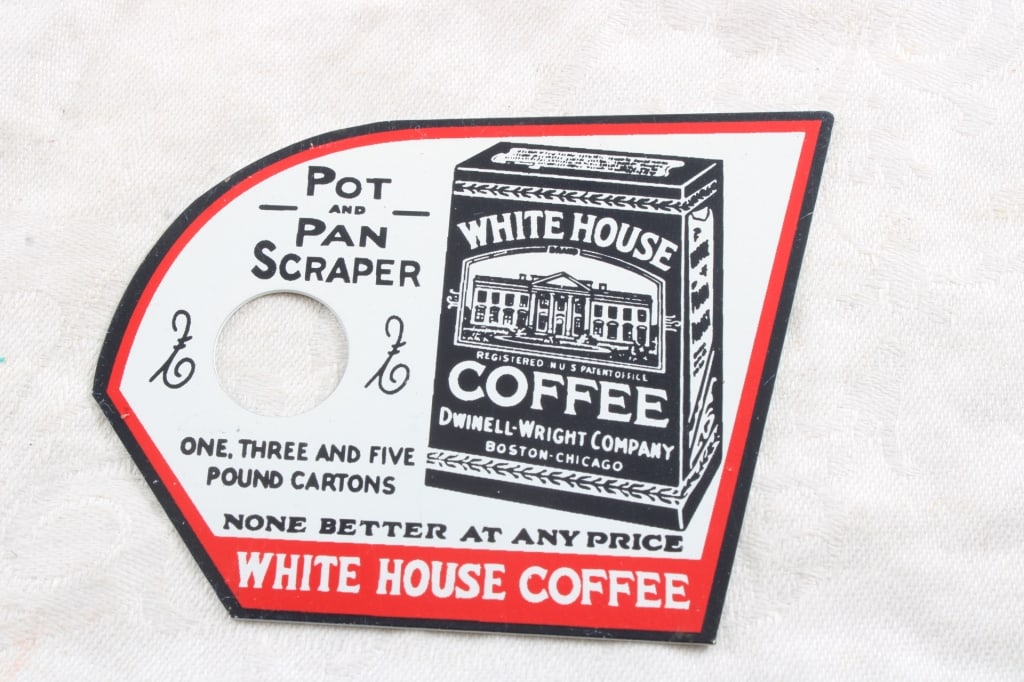 POT
AND
PAN
SCRAPER
ONE, THREE AND FIVE
POUND CARTONS
WHITE HOUSE
BRAND
REGISTERED IN U S PATENT OFFICE
COFFEE
DWINELL-WRIGHT COMPANY
BOSTON-CHICAGO
NONE BETTER AT ANY PRICE
WHITE HOUSE COFFEE